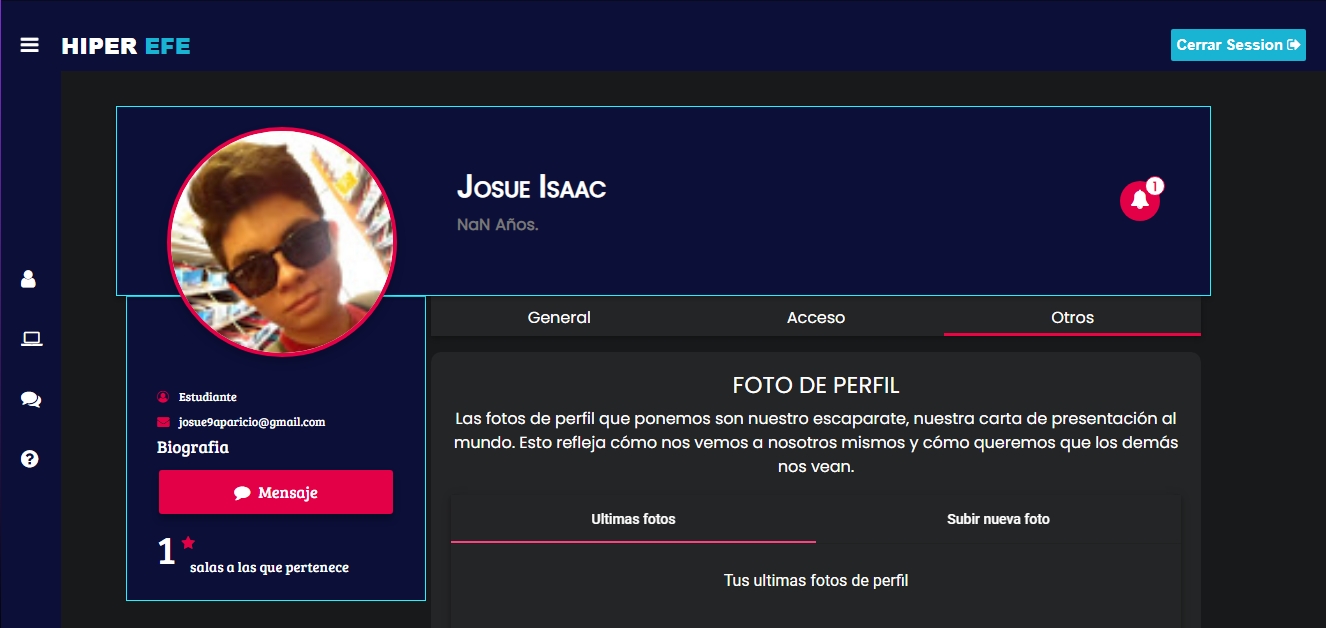 HIPER EFE
Cerrar Session
Josue Isaac
NaN Años.
1
General
Acceso
Otros
Estudiante
josue9aparicio@gmail.com
Biografia
Mensaje
1
salas a las que pertenece
FOTO DE PERFIL
Las fotos de perfil que ponemos son nuestro escaparate, nuestra carta de presentación al
mundo. Esto refleja cómo nos vemos a nosotros mismos y cómo queremos que los demás
nos vean.
Ultimas fotos
Subir nueva foto
Tus ultimas fotos de perfil